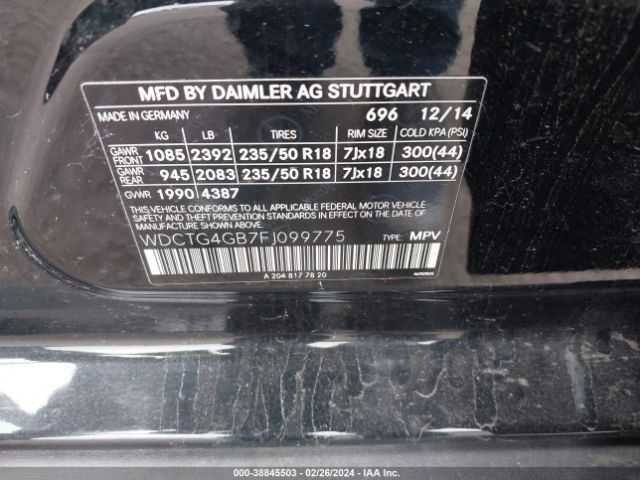 MFD BY DAIMLER AG STUTTGART
MADE IN GERMANY 696 12/14
KG LB TIRES RIM SIZE COLD KPA (PSI)
GAWR FRONT 1085 2392 235/50 R18 7Jx18 300(44)
GAWR REAR 945 2083 235/50 R18 7Jx18 300(44)
GVWR 1990 4387
THIS VEHICLE CONFORMS TO ALL APPLICABLE FEDERAL MOTOR VEHICLE
SAFETY AND THEFT PREVENTION STANDARDS IN EFFECT ON THE DATE OF
MANUFACTURE SHOWN ABOVE.
WDCTG4GB7FJ099775 TYPE: MPV
A 204 817 78 20
000-38845503 - 02/26/2024 - IAA Inc.